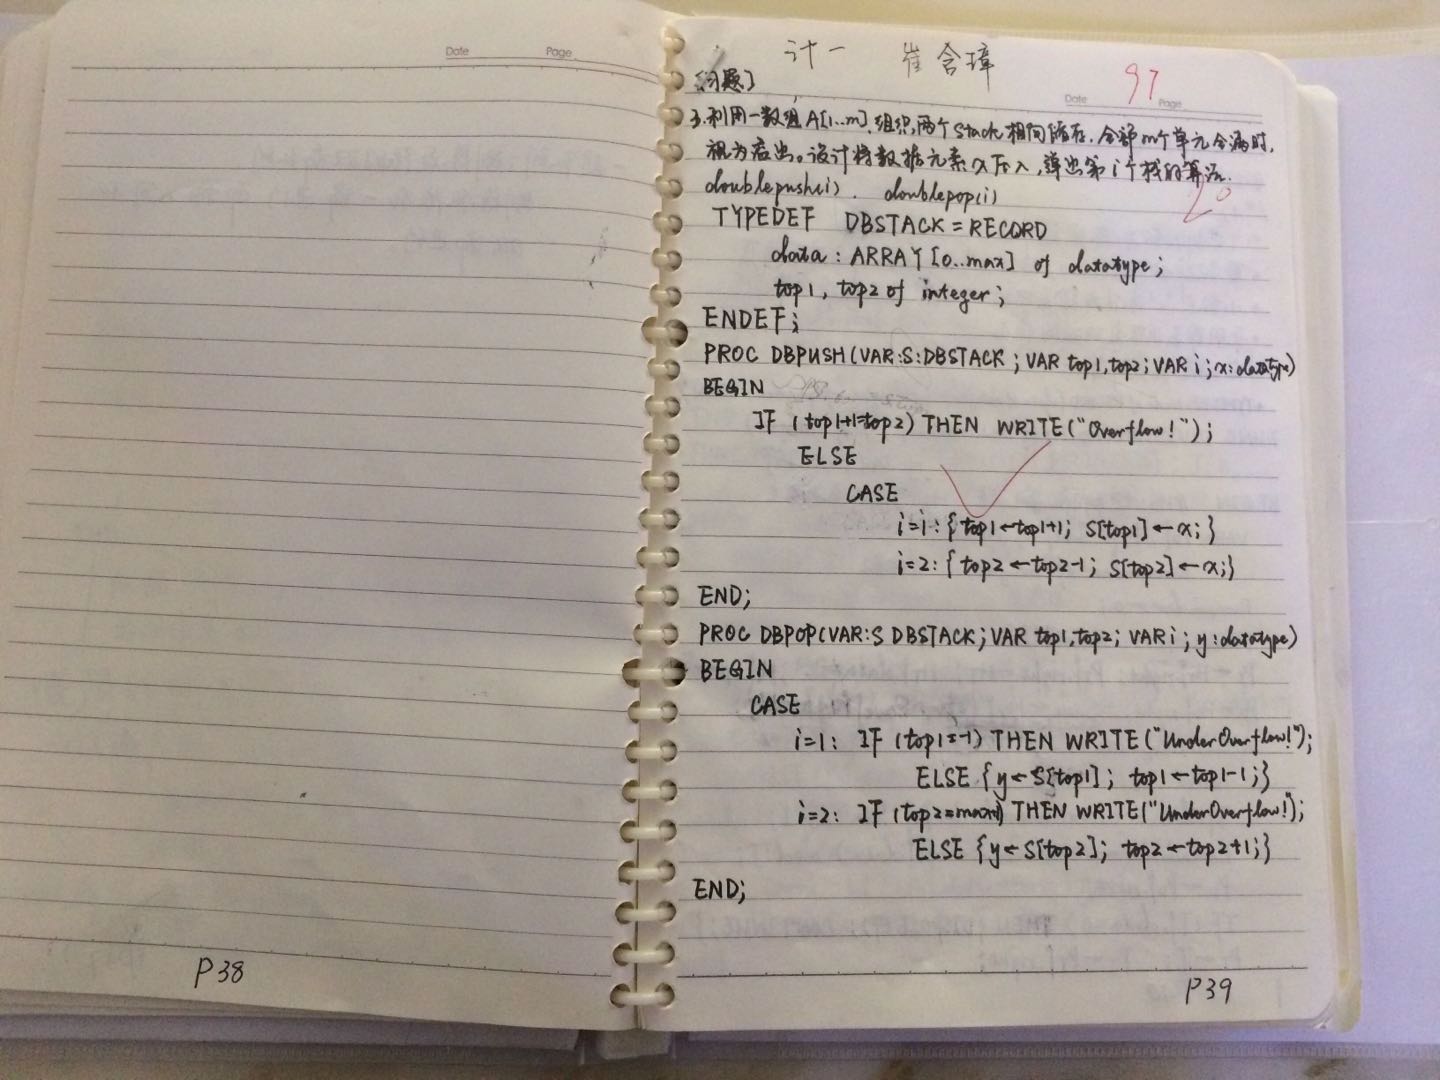 Date Page
P38
计一 崔含璋
[习题]
97
Date Page
3.利用一数组A[1..m]组织两个Stack相向储存.全部m个单元全满时,
视为溢出。设计将数据元素x压入,弹出第i个栈的算法.
doublepush(i). doublepop(i)
20
TYPEDEF DBSTACK=RECORD
data: ARRAY [0..max] of datatype;
top1, top2 of integer;
ENDEF;
PROC DBPUSH(VAR:S:DBSTACK; VAR top1,top2; VAR i; x:datatype)
BEGIN
IF (top1+1=top2) THEN WRITE("Overflow!");
ELSE
CASE
i=1:{top1←top1+1; S[top1]←x;}
i=2:{top2←top2-1; S[top2]←x;}
END;
PROC DBPOP(VAR:S DBSTACK; VAR top1,top2; VAR i; y:datatype)
BEGIN
CASE
i=1: IF (top1=-1) THEN WRITE("UnderOverflow!");
ELSE {y←S[top1]; top1←top1-1;}
i=2: IF (top2=max+1) THEN WRITE("UnderOverflow!");
ELSE {y←S[top2]; top2←top2+1;}
END;
P39